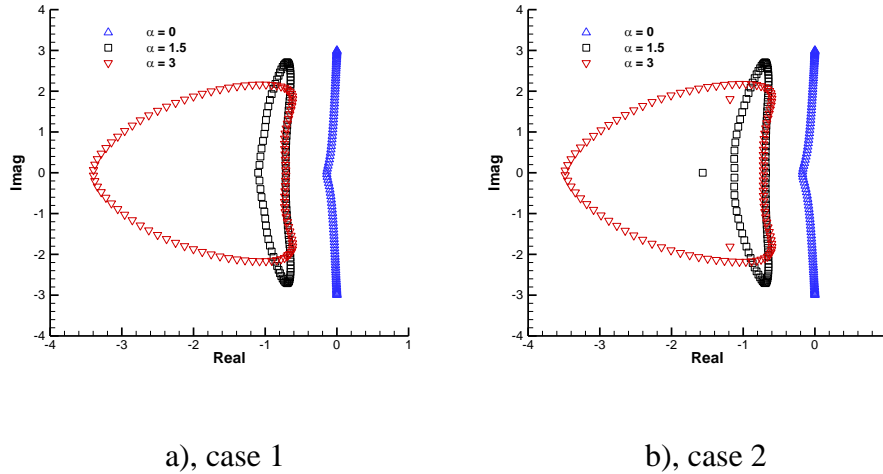 4
3
2
1
0
-1
-2
-3
-4
Imag
-4
-3
-2
-1
0
1
Real
α = 0
α = 1.5
α = 3
4
3
2
1
0
-1
-2
-3
-4
Imag
-4
-3
-2
-1
0
Real
α = 0
α = 1.5
α = 3
a), case 1
b), case 2